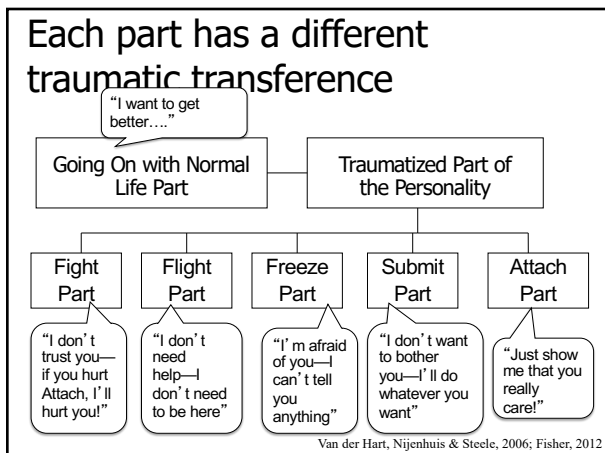 Each part has a different
traumatic transference
“I want to get
better….”
Going On with Normal
Life Part
Traumatized Part of
the Personality
Fight
Part
Flight
Part
Freeze
Part
Submit
Part
Attach
Part
“I don’t
trust you—
if you hurt
Attach, I’ll
hurt you!”
“I don’t
need
help—I
don’t need
to be here”
“I’m afraid
of you—I
can’t tell
you
anything”
“I don’t want
to bother
you—I’ll do
whatever you
want”
“Just show
me that you
really
care!”
Van der Hart, Nijenhuis & Steele, 2006; Fisher, 2012